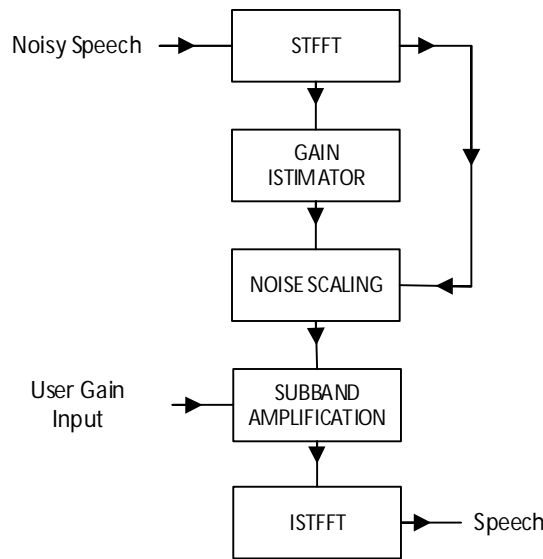 Noisy Speech
STFFT
GAIN
ISTIMATOR
NOISE SCALING
User Gain
Input
SUBBAND
AMPLIFICATION
ISTFFT
Speech